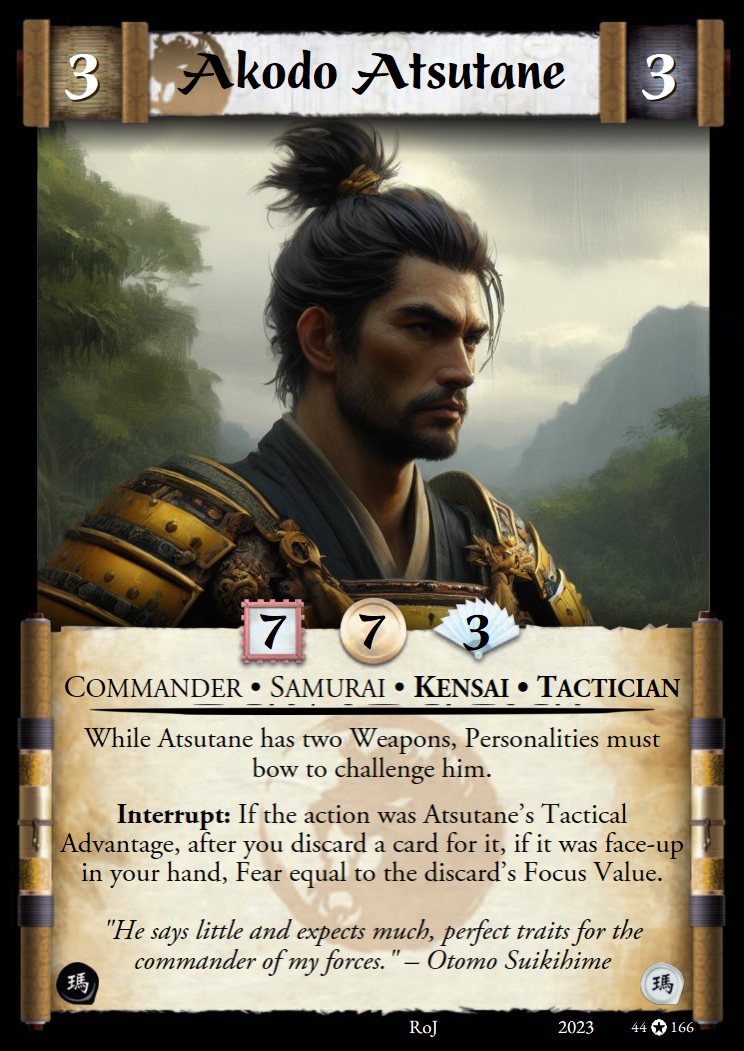 3 Akodo Atsutane 3
7 7 3
COMMANDER • SAMURAI • KENSAI • TACTICIAN
While Atsutane has two Weapons, Personalities must
bow to challenge him.
Interrupt: If the action was Atsutane's Tactical
Advantage, after you discard a card for it, if it was face-up
in your hand, Fear equal to the discard's Focus Value.
"He says little and expects much, perfect traits for the
commander of my forces." – Otomo Suikihime
瑪 瑪
RoJ 2023 44 166